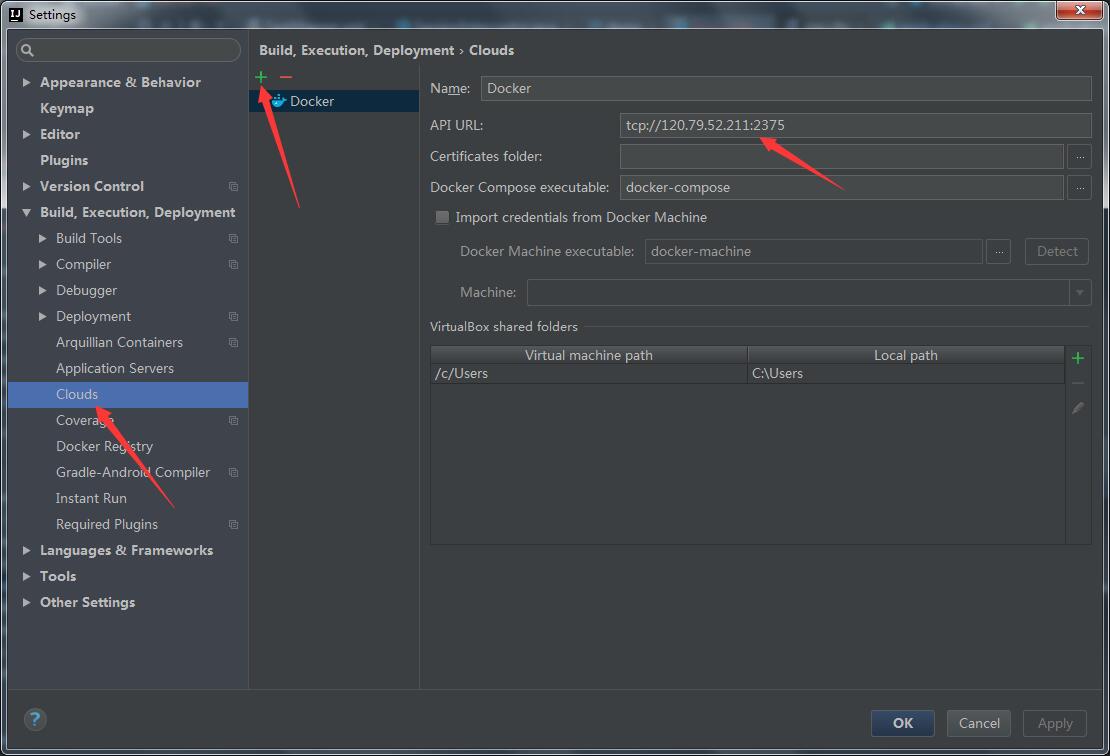 Settings
Build, Execution, Deployment › Clouds
Appearance & Behavior
Keymap
Editor
Plugins
Version Control
Build, Execution, Deployment
Build Tools
Compiler
Debugger
Deployment
Arquillian Containers
Application Servers
Clouds
Coverage
Docker Registry
Gradle-Android Compiler
Instant Run
Required Plugins
Languages & Frameworks
Tools
Other Settings
Docker
Name: Docker
API URL: tcp://120.79.52.211:2375
Certificates folder: ...
Docker Compose executable: docker-compose ...
Import credentials from Docker Machine
Docker Machine executable: docker-machine ... Detect
Machine:
VirtualBox shared folders
Virtual machine path Local path
/c/Users C:\Users
? OK Cancel Apply